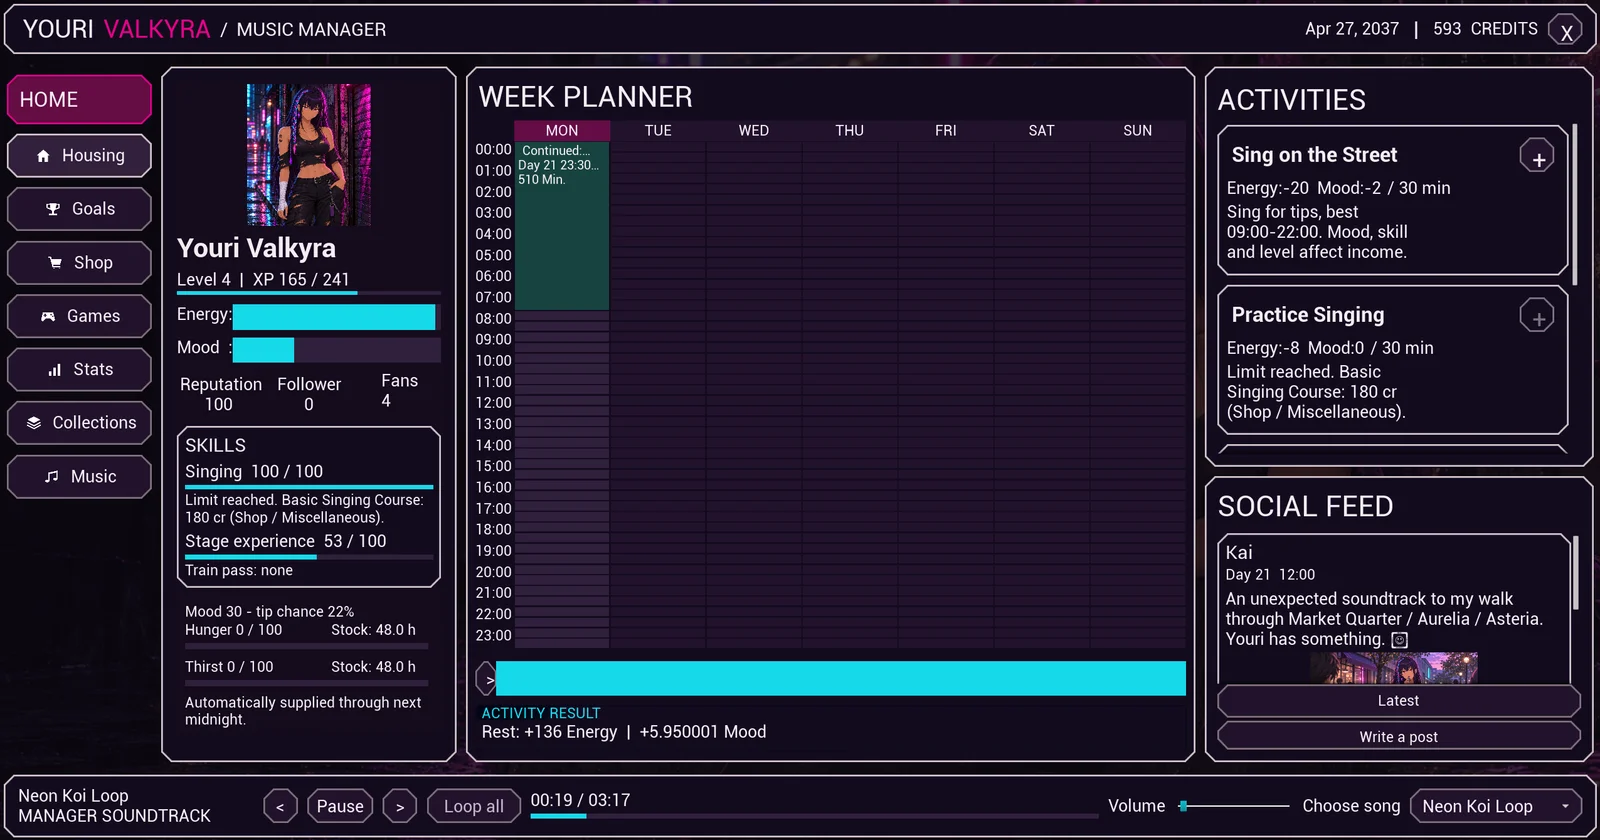 YOURI VALKYRA / MUSIC MANAGER
Apr 27, 2037 | 593 CREDITS X
HOME
Housing
Goals
Shop
Games
Stats
Collections
Music
Youri Valkyra
Level 4 | XP 165 / 241
Energy:
Mood :
Reputation Follower Fans
100 0 4
SKILLS
Singing 100 / 100
Limit reached. Basic Singing Course:
180 cr (Shop / Miscellaneous).
Stage experience 53 / 100
Train pass: none
Mood 30 - tip chance 22%
Hunger 0 / 100 Stock: 48.0 h
Thirst 0 / 100 Stock: 48.0 h
Automatically supplied through next
midnight.
WEEK PLANNER
MON TUE WED THU FRI SAT SUN
00:00
01:00
02:00
03:00
04:00
05:00
06:00
07:00
08:00
09:00
10:00
11:00
12:00
13:00
14:00
15:00
16:00
17:00
18:00
19:00
20:00
21:00
22:00
23:00
Continued:...
Day 21 23:30...
510 Min.
>
ACTIVITY RESULT
Rest: +136 Energy | +5.950001 Mood
ACTIVITIES
Sing on the Street +
Energy:-20 Mood:-2 / 30 min
Sing for tips, best
09:00-22:00. Mood, skill
and level affect income.
Practice Singing +
Energy:-8 Mood:0 / 30 min
Limit reached. Basic
Singing Course: 180 cr
(Shop / Miscellaneous).
SOCIAL FEED
Kai
Day 21 12:00
An unexpected soundtrack to my walk
through Market Quarter / Aurelia / Asteria.
Youri has something.
Latest
Write a post
Neon Koi Loop
MANAGER SOUNDTRACK
< Pause > Loop all
00:19 / 03:17
Volume
Choose song Neon Koi Loop